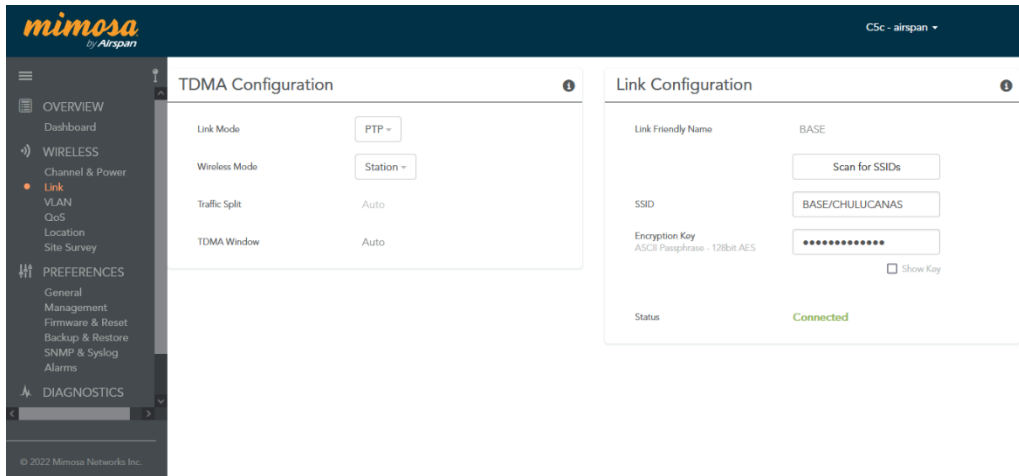 mimosa
by Airspan
C5c - airspan
OVERVIEW
Dashboard
WIRELESS
Channel & Power
Link
VLAN
QoS
Location
Site Survey
PREFERENCES
General
Management
Firmware & Reset
Backup & Restore
SNMP & Syslog
Alarms
DIAGNOSTICS
© 2022 Mimosa Networks Inc.
TDMA Configuration
Link Mode PTP
Wireless Mode Station
Traffic Split Auto
TDMA Window Auto
Link Configuration
Link Friendly Name BASE
Scan for SSIDs
SSID BASE/CHULUCANAS
Encryption Key
ASCII Passphrase - 128bit AES
Show Key
Status Connected